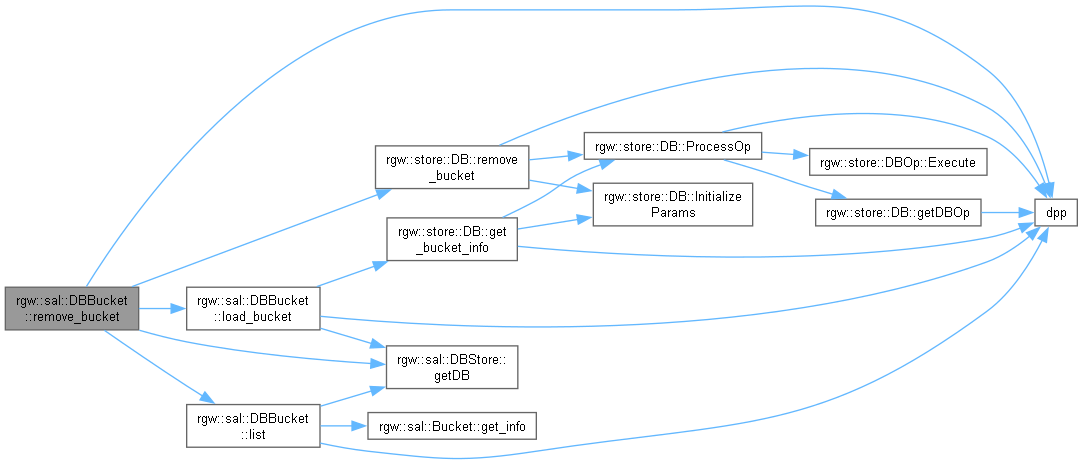 rgw::sal::DBBucket
::remove_bucket
rgw::store::DB::remove
_bucket
rgw::store::DB::get
_bucket_info
rgw::sal::DBBucket
::load_bucket
rgw::sal::DBStore::
getDB
rgw::sal::DBBucket
::list
rgw::sal::Bucket::get_info
rgw::store::DB::ProcessOp
rgw::store::DB::Initialize
Params
rgw::store::DBOp::Execute
rgw::store::DB::getDBOp
dpp